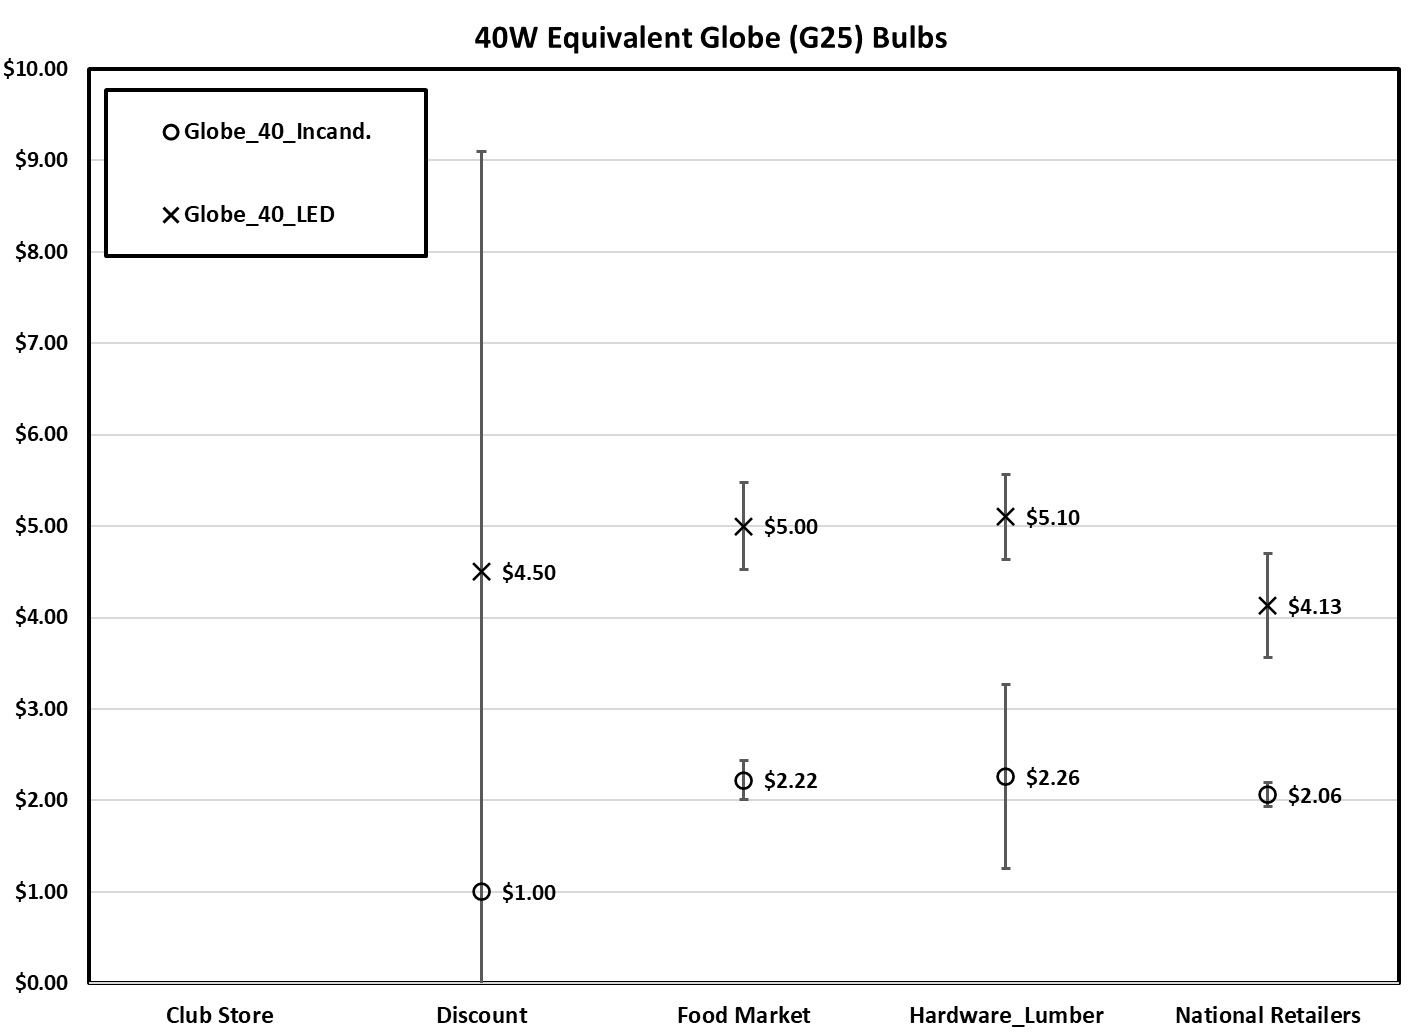 40W Equivalent Globe (G25) Bulbs
$10.00
$9.00
$8.00
$7.00
$6.00
$5.00
$4.00
$3.00
$2.00
$1.00
$0.00
Globe_40_Incand.
Globe_40_LED
$4.50
$5.00
$5.10
$4.13
$1.00
$2.22
$2.26
$2.06
Club Store
Discount
Food Market
Hardware_Lumber
National Retailers